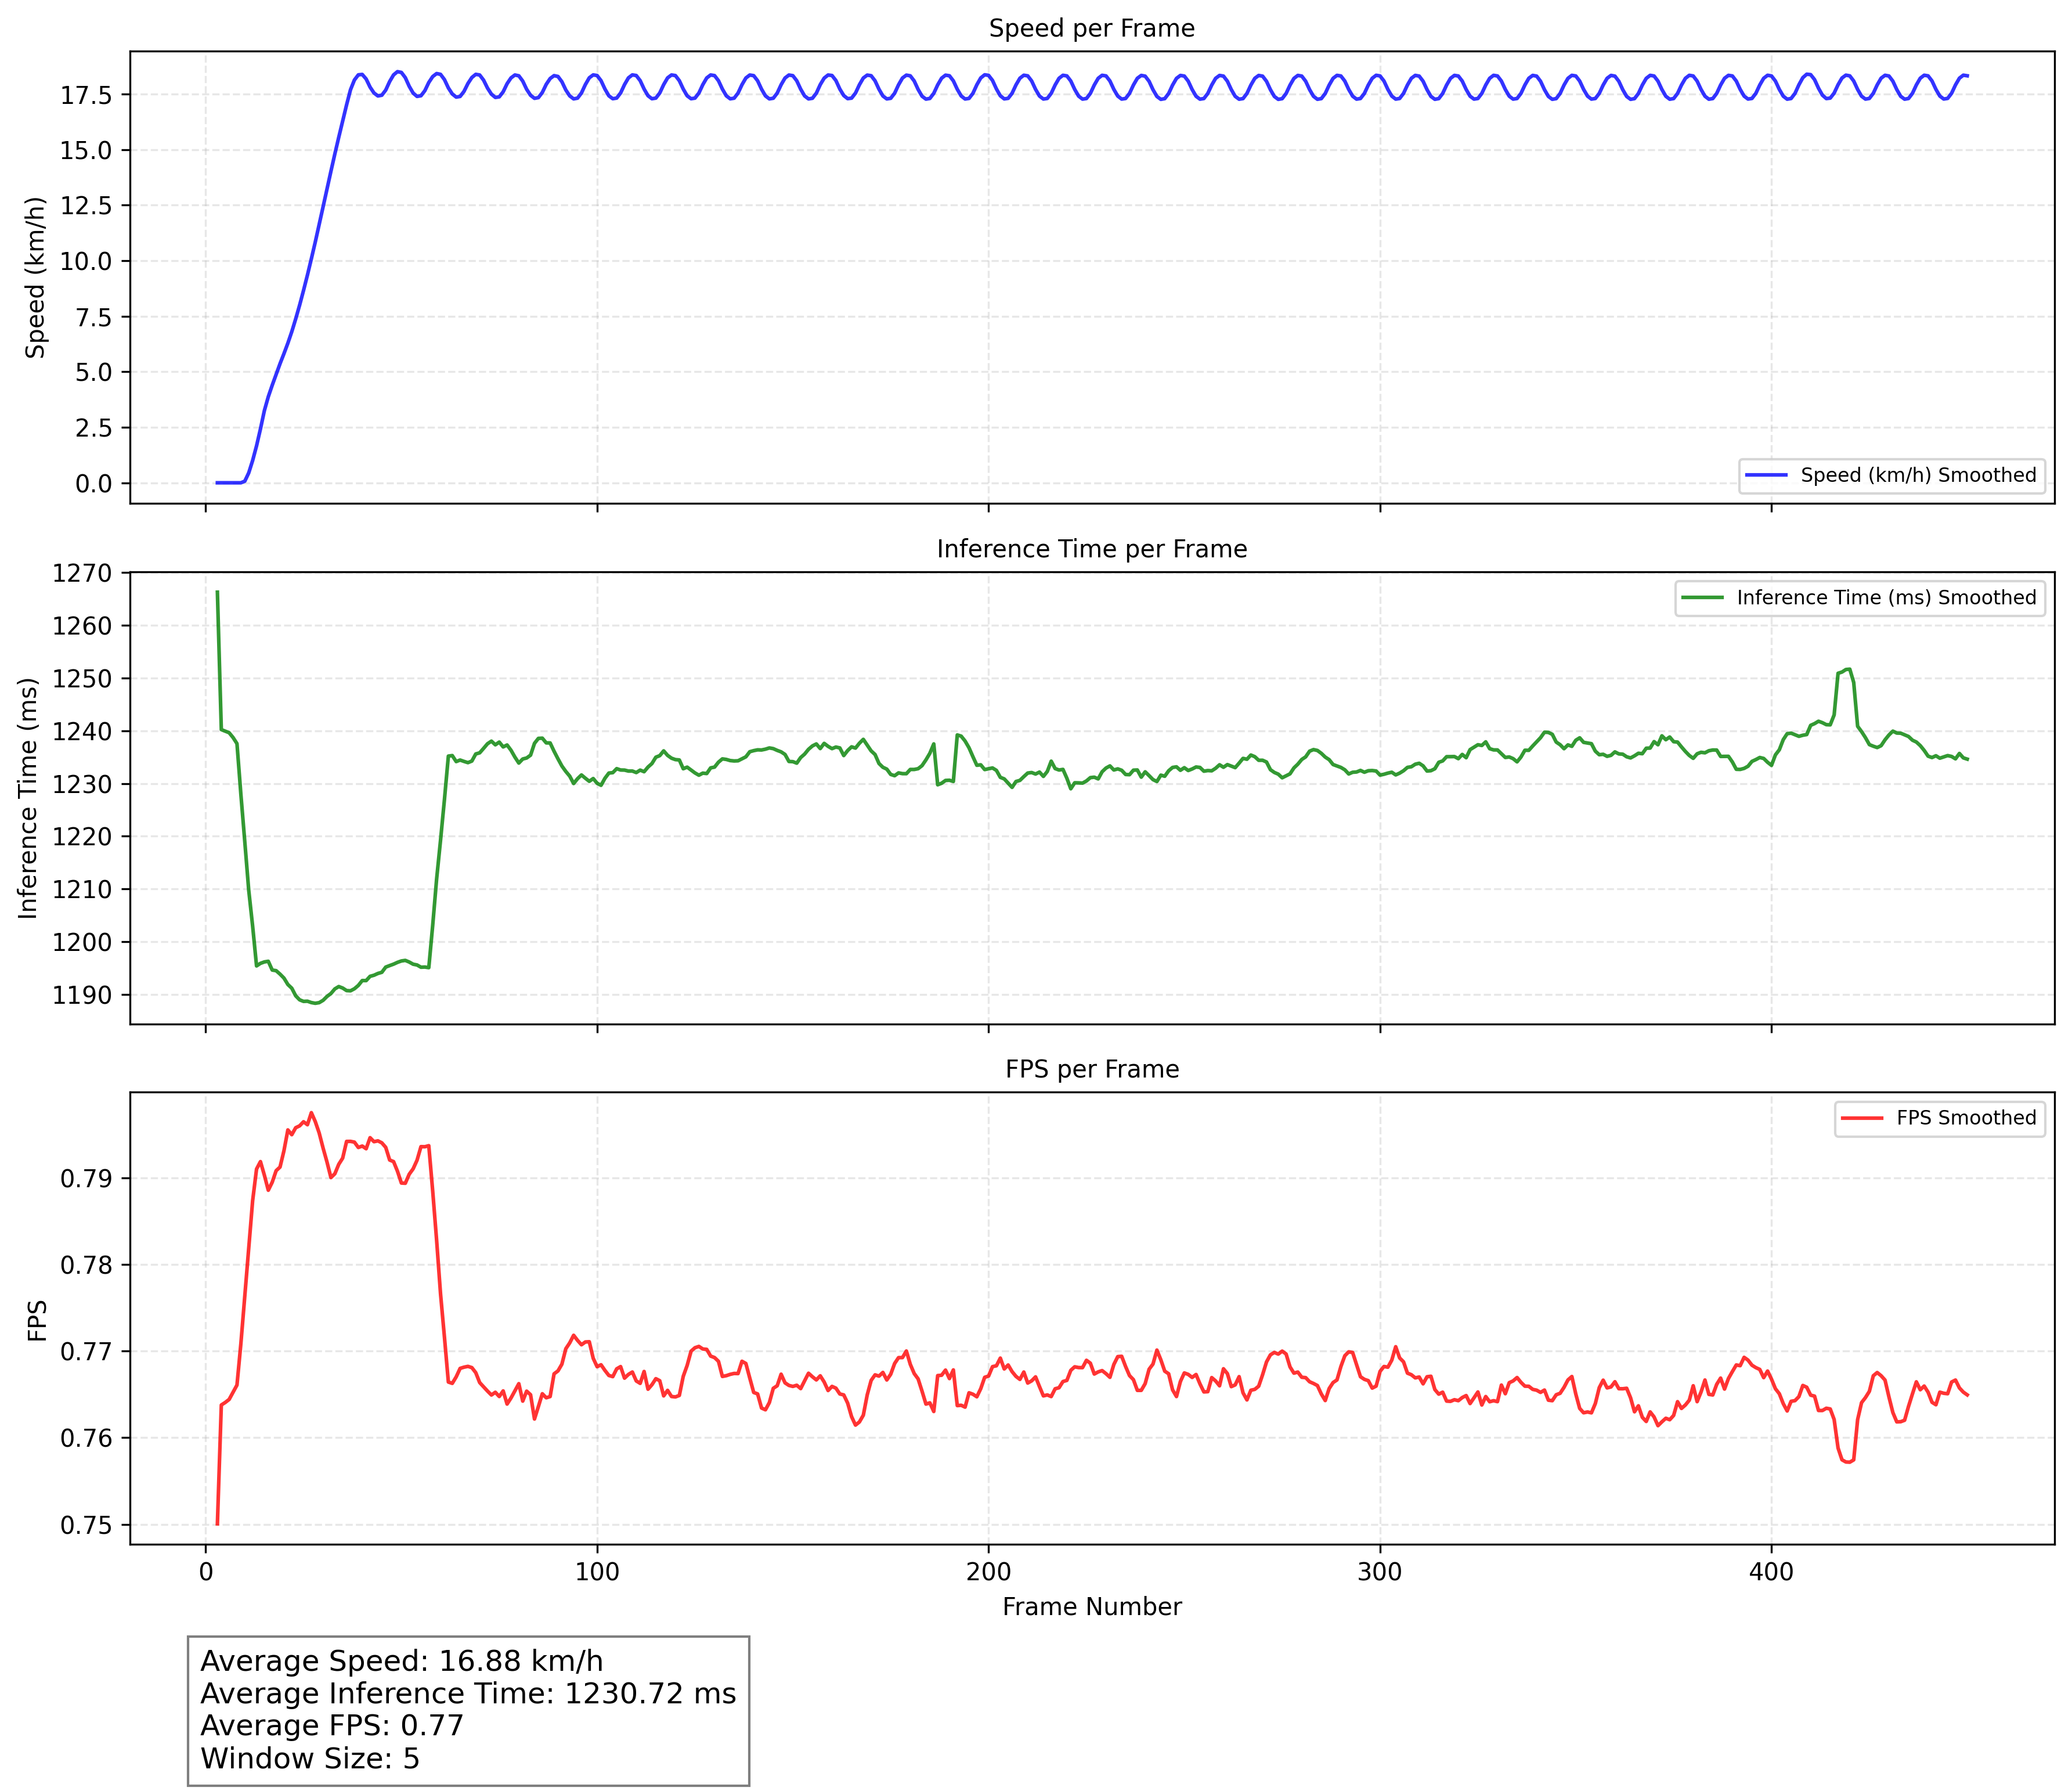 Speed per Frame
Speed (km/h)
17.5
15.0
12.5
10.0
7.5
5.0
2.5
0.0
Speed (km/h) Smoothed
Inference Time per Frame
Inference Time (ms)
1270
1260
1250
1240
1230
1220
1210
1200
1190
Inference Time (ms) Smoothed
FPS per Frame
FPS
0.79
0.78
0.77
0.76
0.75
FPS Smoothed
0 100 200 300 400
Frame Number
Average Speed: 16.88 km/h
Average Inference Time: 1230.72 ms
Average FPS: 0.77
Window Size: 5